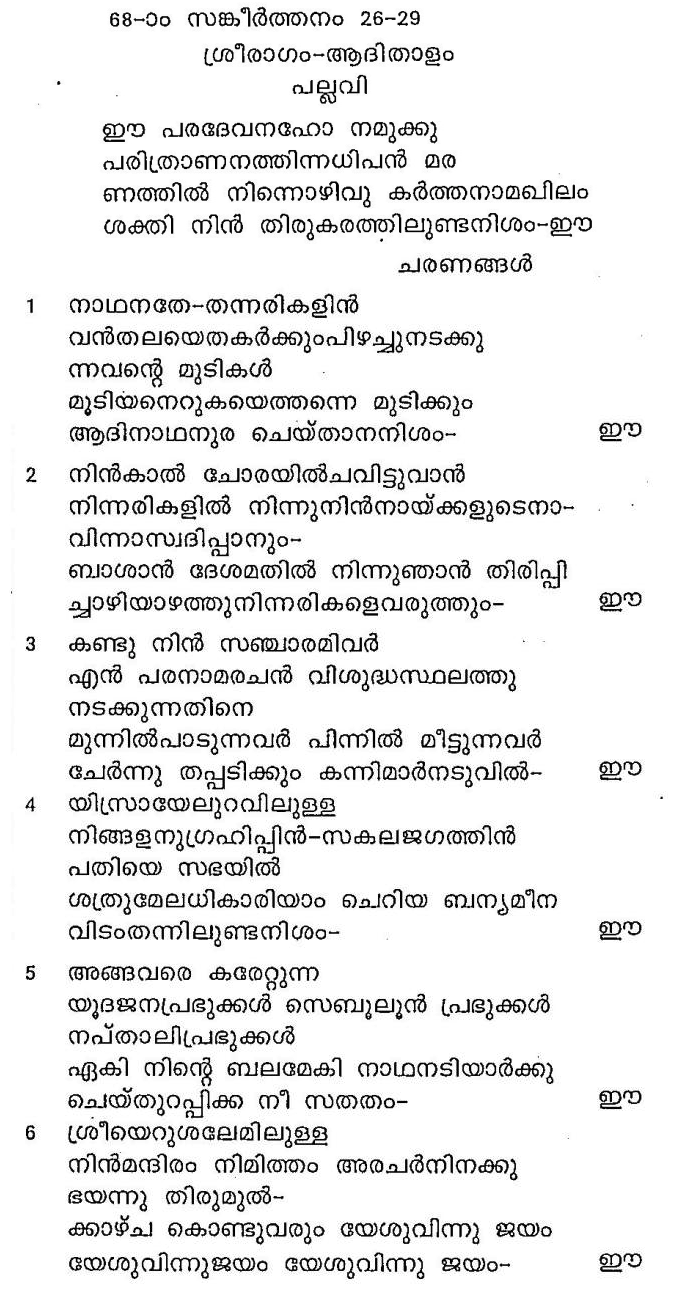 68-ാം സങ്കീർത്തനം 26-29
ശ്രീരാഗം-ആദിതാളം
പല്ലവി
ഈ പരദേവനഹോ നമുക്കു
പരിത്രാണനത്തിന്നധിപൻ മര
ണത്തിൽ നിന്നൊഴിവു കർത്തനാമഖിലം
ശക്തി നിൻ തിരുകരത്തിലുണ്ടനിശം-ഈ
ചരണങ്ങൾ
1 നാഥനതേ-തന്നരികളിൻ
വൻതലയെതകർക്കുംപിഴച്ചുനടക്കു
ന്നവന്റെ മുടികൾ
മൂടിയനെറുകയെത്തന്നെ മുടിക്കും
ആദിനാഥനുര ചെയ്താനനിശം- ഈ
2 നിൻകാൽ ചോരയിൽചവിട്ടുവാൻ
നിന്നരികളിൽ നിന്നുനിൻനായ്ക്കളുടെനാ-
വിന്നാസ്വദിപ്പാനും-
ബാശാൻ ദേശമതിൽ നിന്നുഞാൻ തിരിപ്പി
ച്ചാഴിയാഴത്തുനിന്നരികളെവരുത്തും- ഈ
3 കണ്ടു നിൻ സഞ്ചാരമിവർ
എൻ പരനാമരചൻ വിശുദ്ധസ്ഥലത്തു
നടക്കുന്നതിനെ
മുന്നിൽപാടുന്നവർ പിന്നിൽ മീട്ടുന്നവർ
ചേർന്നു തപ്പടിക്കും കന്നിമാർനടുവിൽ- ഈ
4 യിസ്രായേലുറവിലുള്ള
നിങ്ങളനുഗ്രഹിപ്പിൻ-സകലജഗത്തിൻ
പതിയെ സഭയിൽ
ശത്രുമേലധികാരിയാം ചെറിയ ബന്യമീന
വിടംതന്നിലുണ്ടനിശം- ഈ
5 അങ്ങവരെ കരേറ്റുന്ന
യൂദജനപ്രഭുക്കൾ സെബൂലൂൻ പ്രഭുക്കൾ
നപ്താലിപ്രഭുക്കൾ
ഏകി നിന്റെ ബലമേകി നാഥനടിയാർക്കു
ചെയ്തുറപ്പിക്ക നീ സതതം- ഈ
6 ശ്രീയെറുശലേമിലുള്ള
നിൻമന്ദിരം നിമിത്തം അരചർനിനക്കു
ഭയന്നു തിരുമുൽ-
ക്കാഴ്ച കൊണ്ടുവരും യേശുവിന്നു ജയം
യേശുവിന്നുജയം യേശുവിന്നു ജയം- ഈ